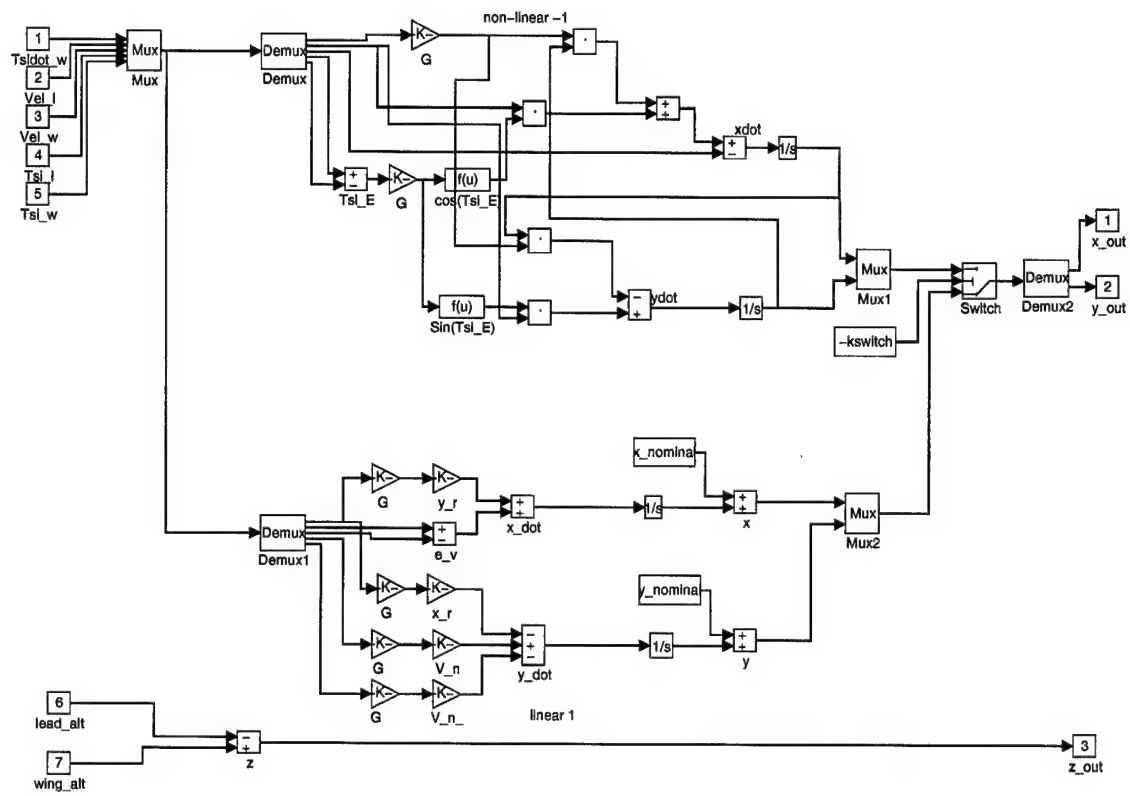 non-linear -1
1
Tsidot_w
2
Vel_l
3
Vel_w
4
Tsi_l
5
Tsi_w
Mux
Mux
Demux
Demux
K-
G
+
-
Tsi_E
K-
G
f(u)
cos(Tsi_E)
f(u)
Sin(Tsi_E)
+
+
xdot
+
-
1/s
-
+
ydot
1/s
Mux
Mux1
-kswitch
Switch
Demux
Demux2
1
x_out
2
y_out
Demux
Demux1
K-
G
K-
y_r
+
-
e_v
+
+
x_dot
1/s
x_nomina
+
+
x
K-
G
K-
x_r
K-
G
K-
V_n
K-
G
K-
V_n_
-
+
-
y_dot
1/s
y_nomina
+
+
y
Mux
Mux2
linear 1
6
lead_alt
7
wing_alt
-
+
z
3
z_out